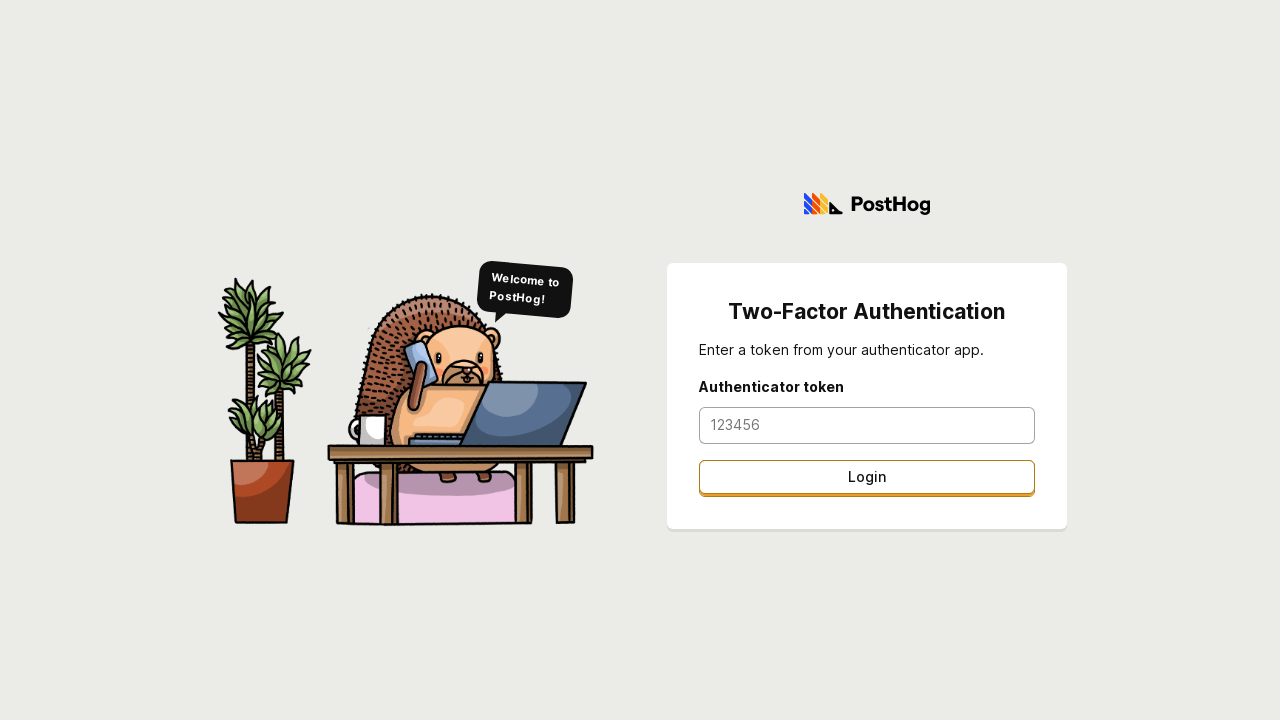 PostHog
Welcome to
PostHog!
Two-Factor Authentication
Enter a token from your authenticator app.
Authenticator token
123456
Login